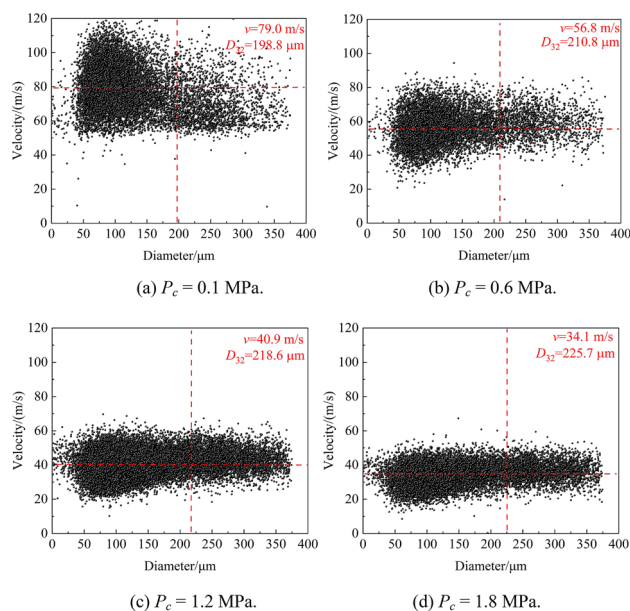 120
100
80
60
40
20
0
Velocity/(m/s)
v=79.0 m/s
D32=198.8 μm
0 50 100 150 200 250 300 350 400
Diameter/μm
(a) Pc = 0.1 MPa.
120
100
80
60
40
20
0
Velocity/(m/s)
v=56.8 m/s
D32=210.8 μm
0 50 100 150 200 250 300 350 400
Diameter/μm
(b) Pc = 0.6 MPa.
120
100
80
60
40
20
0
Velocity/(m/s)
v=40.9 m/s
D32=218.6 μm
0 50 100 150 200 250 300 350 400
Diameter/μm
(c) Pc = 1.2 MPa.
120
100
80
60
40
20
0
Velocity/(m/s)
v=34.1 m/s
D32=225.7 μm
0 50 100 150 200 250 300 350 400
Diameter/μm
(d) Pc = 1.8 MPa.